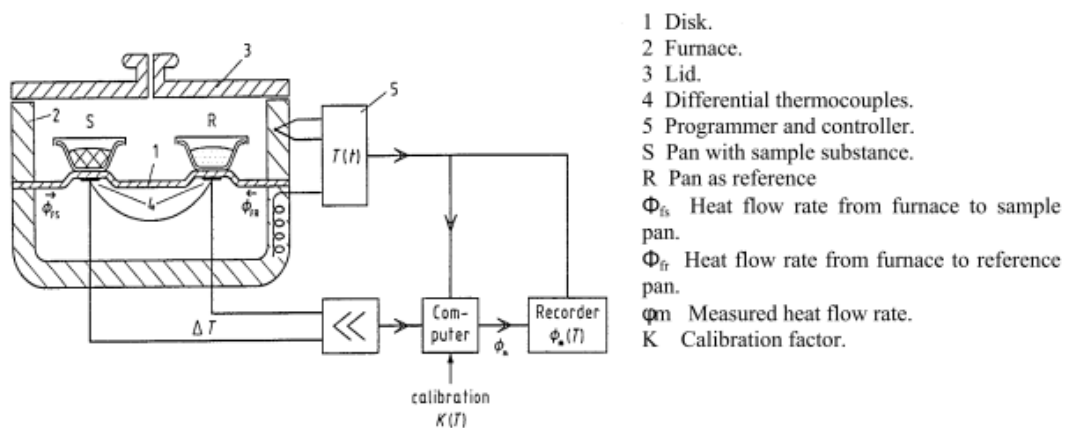 3
5
2
S
R
1
T(t)
4
Φ_FS
Φ_FR
ΔT
Com-
puter
Φ_m
Recorder
Φ_m(T)
calibration
K(T)
1 Disk.
2 Furnace.
3 Lid.
4 Differential thermocouples.
5 Programmer and controller.
S Pan with sample substance.
R Pan as reference
Φfs Heat flow rate from furnace to sample
pan.
Φfr Heat flow rate from furnace to reference
pan.
φm Measured heat flow rate.
K Calibration factor.